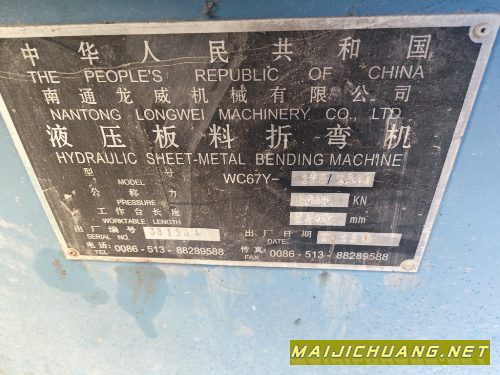 中华人民共和国
THE PEOPLE'S REPUBLIC OF CHINA
南通龙威机械有限公司
NANTONG LONGWEI MACHINERY CO., LTD.
液压板料折弯机
HYDRAULIC SHEET-METAL BENDING MACHINE
型号
MODEL WC67Y-
公称力
PRESSURE KN
工作台长度
WORKTABLE LENGTH mm
出厂编号 出厂日期
SERIAL NO. DATE
电话: 0086-513-88289588 传真: 0086-513-88289588
TEL FAX
MAIJICHUANG.NET